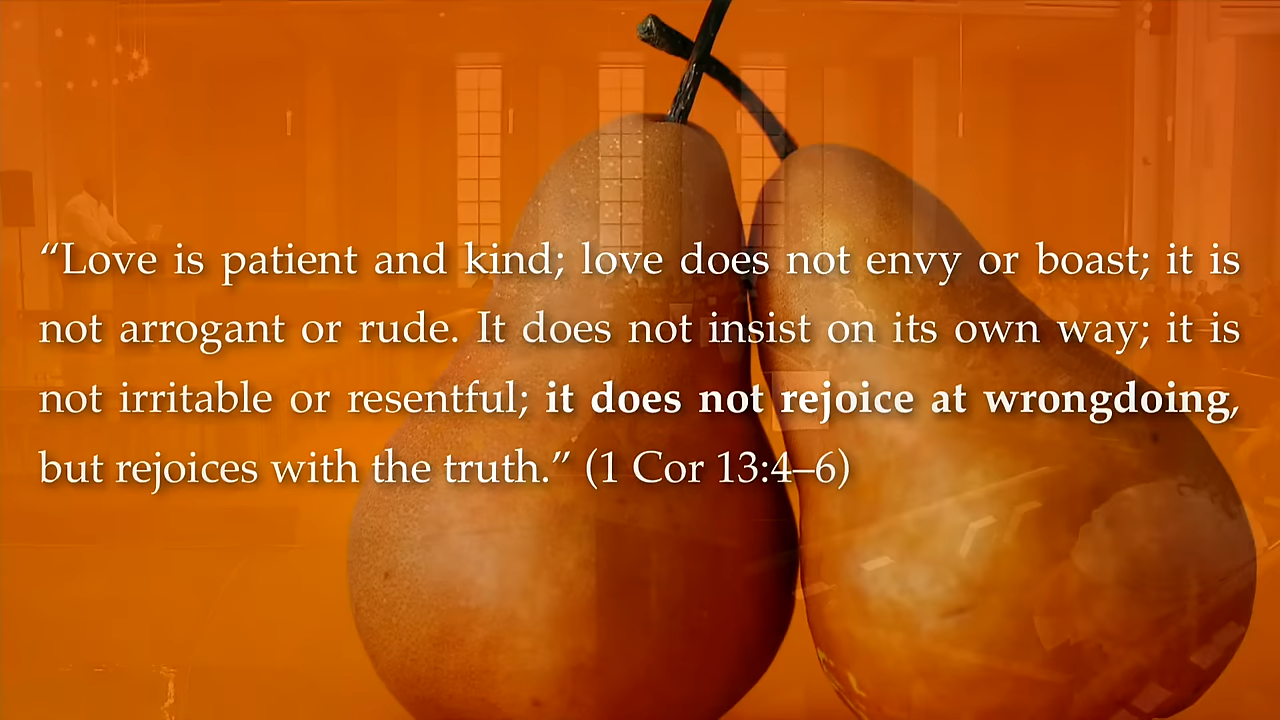 “Love is patient and kind; love does not envy or boast; it is
not arrogant or rude. It does not insist on its own way; it is
not irritable or resentful; it does not rejoice at wrongdoing,
but rejoices with the truth.” (1 Cor 13:4–6)